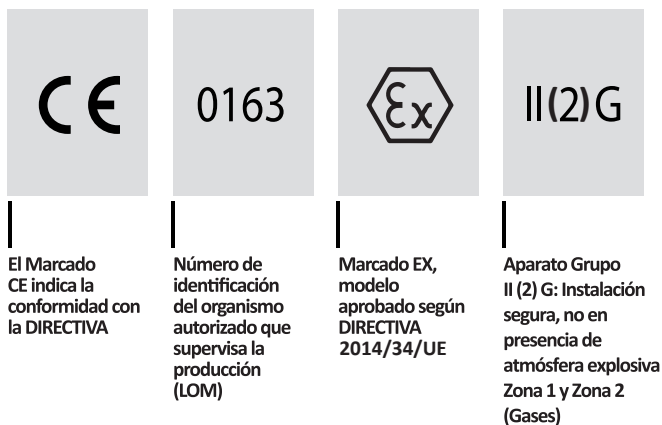 CE
0163
Ex
II(2)G
El Marcado
CE indica la
conformidad con
la DIRECTIVA
Número de
identificación
del organismo
autorizado que
supervisa la
producción
(LOM)
Marcado EX,
modelo
aprobado según
DIRECTIVA
2014/34/UE
Aparato Grupo
II (2) G: Instalación
segura, no en
presencia de
atmósfera explosiva
Zona 1 y Zona 2
(Gases)